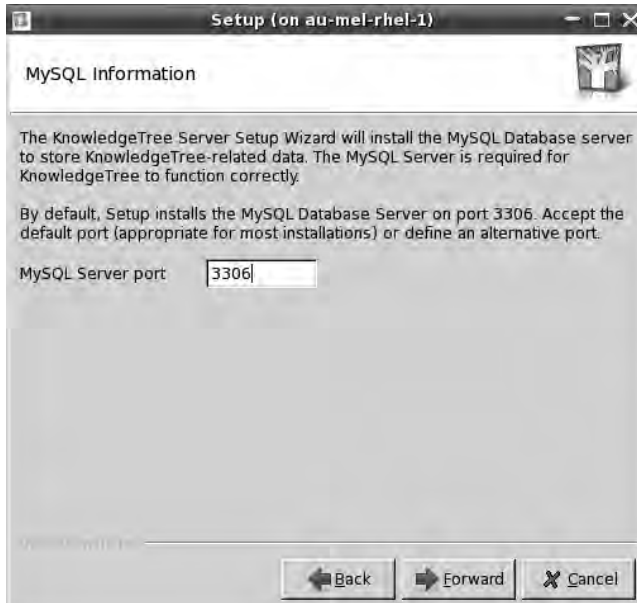 Setup (on au-mel-rhel-1)
MySQL Information
The KnowledgeTree Server Setup Wizard will install the MySQL Database server
to store KnowledgeTree-related data. The MySQL Server is required for
KnowledgeTree to function correctly.
By default, Setup installs the MySQL Database Server on port 3306. Accept the
default port (appropriate for most installations) or define an alternative port.
MySQL Server port 3306
Back Forward Cancel